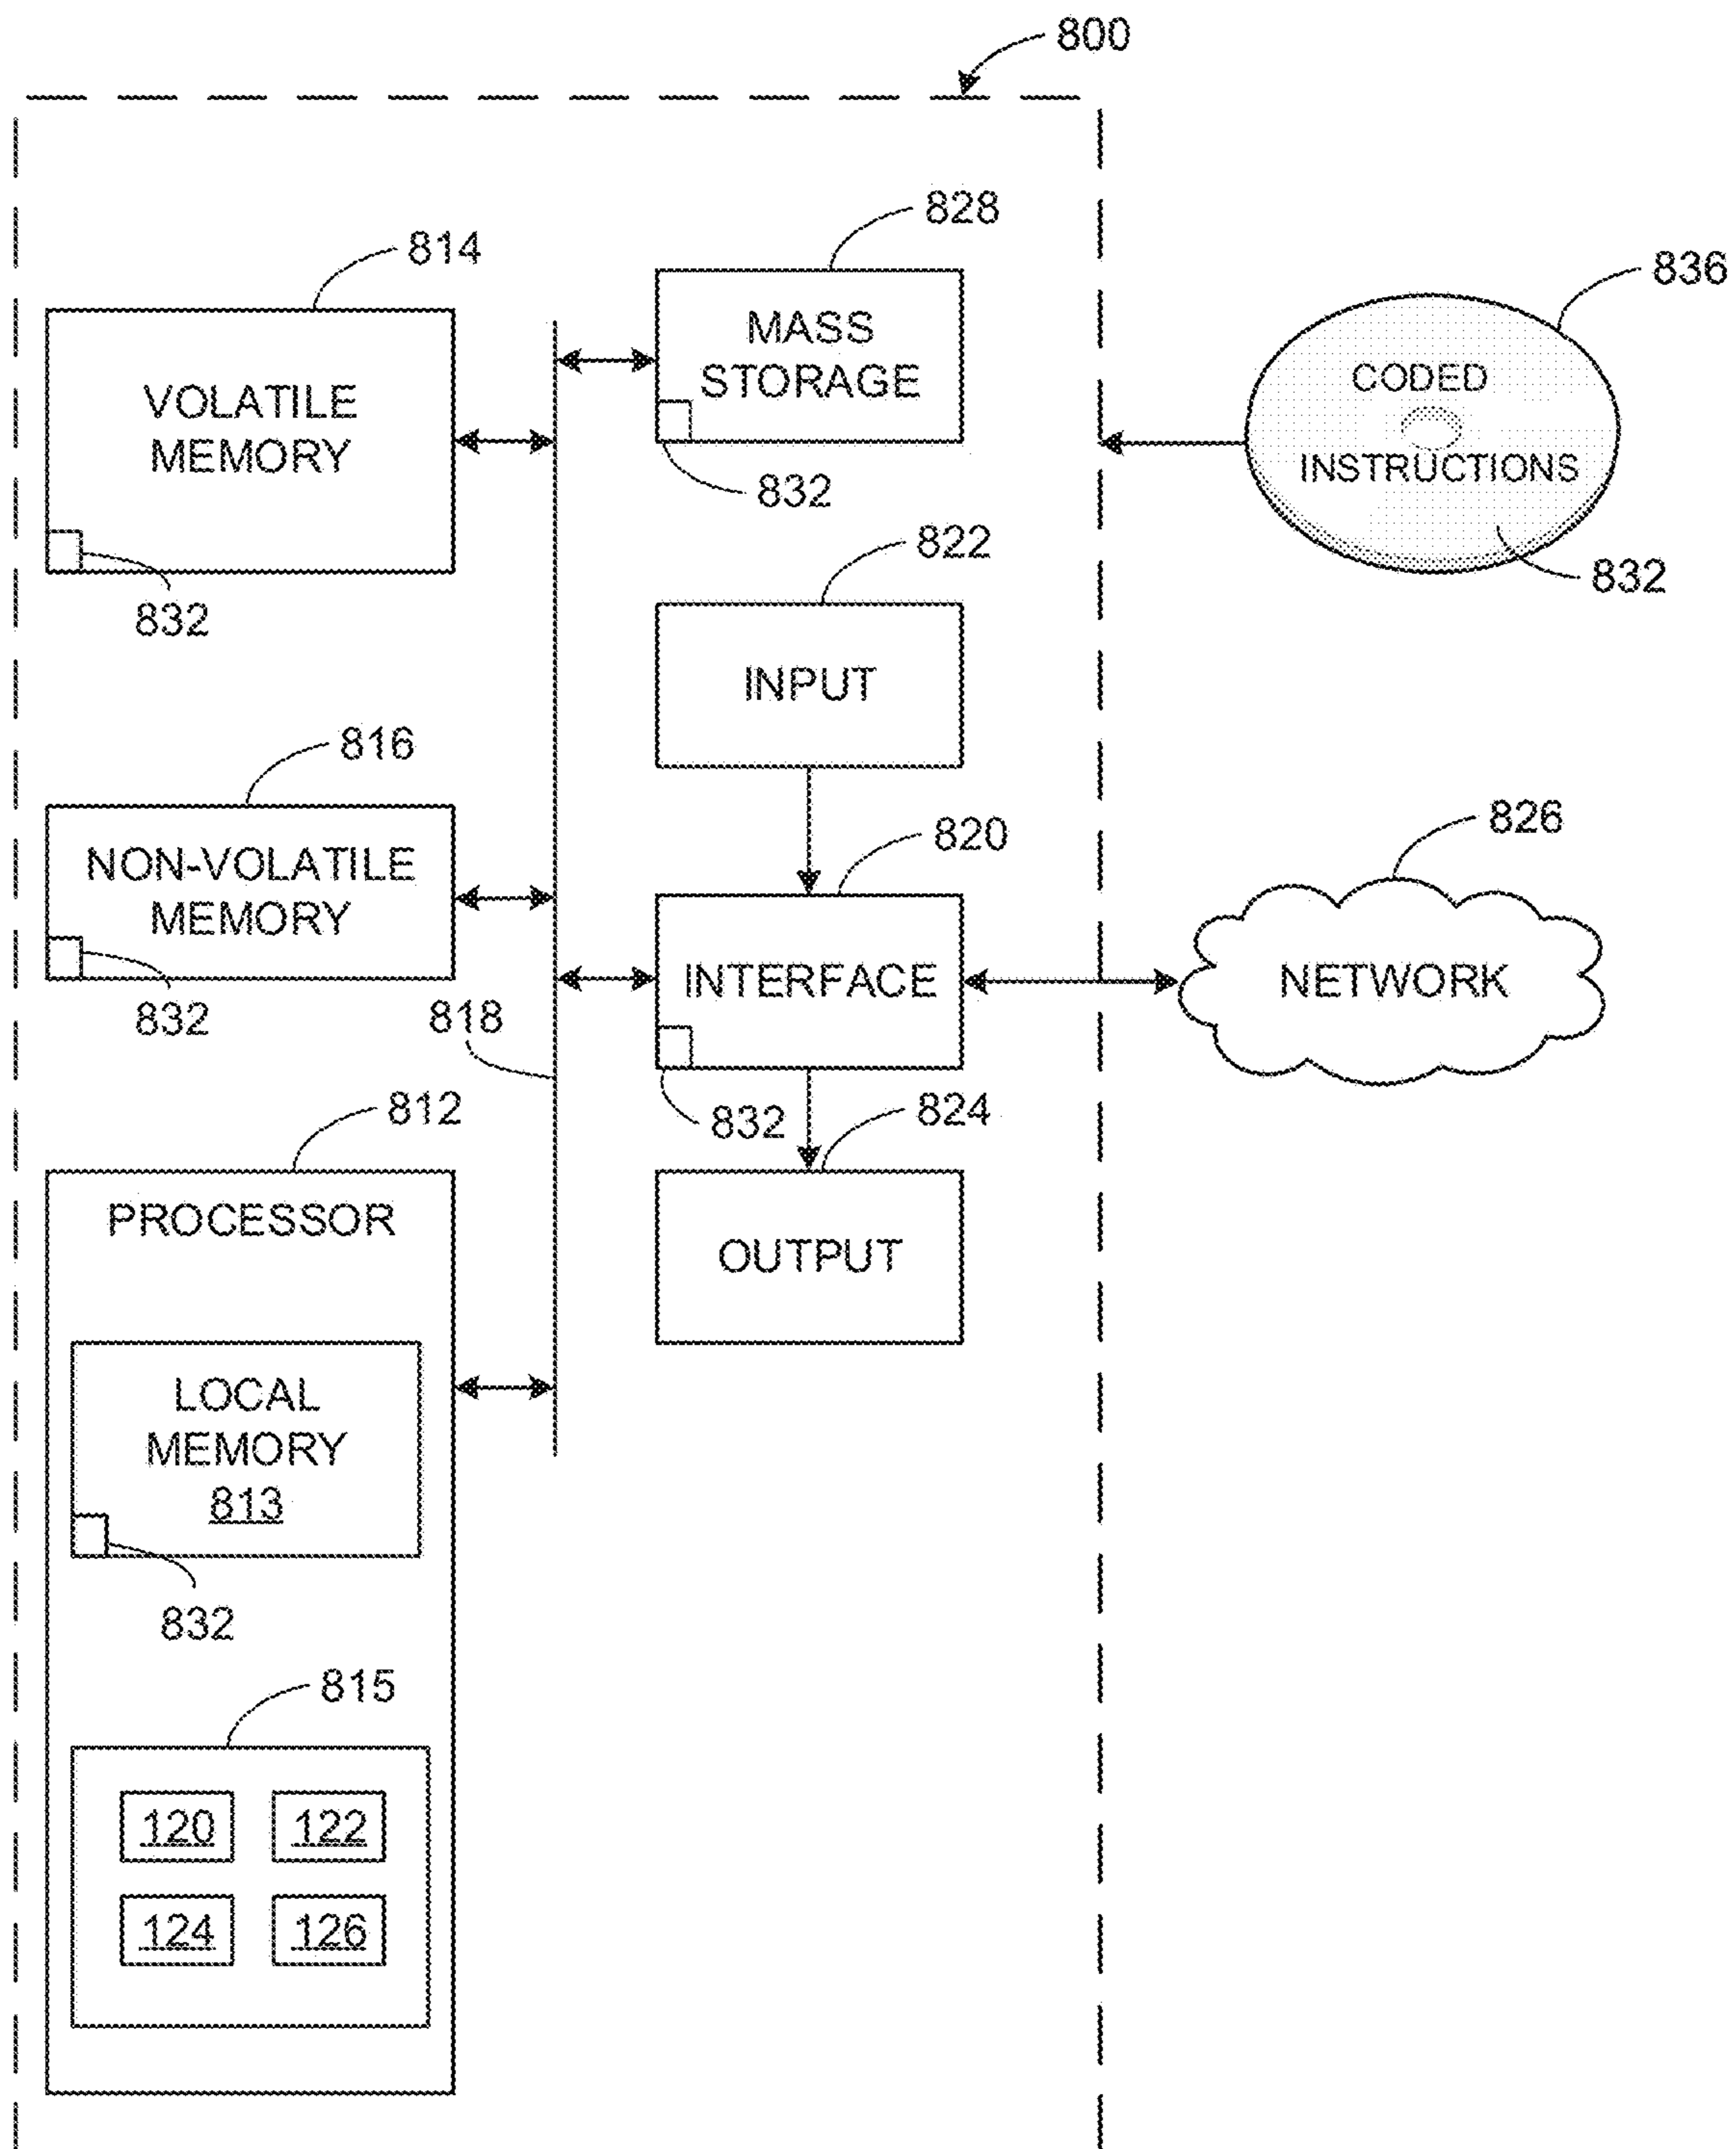 800
828
814
836
MASS
STORAGE
VOLATILE
MEMORY
CODED
INSTRUCTIONS
832
822
832
832
INPUT
816
820
826
NON-VOLATILE
MEMORY
INTERFACE
NETWORK
832
818
832
824
812
PROCESSOR
OUTPUT
LOCAL
MEMORY
813
832
815
120 122
124 126